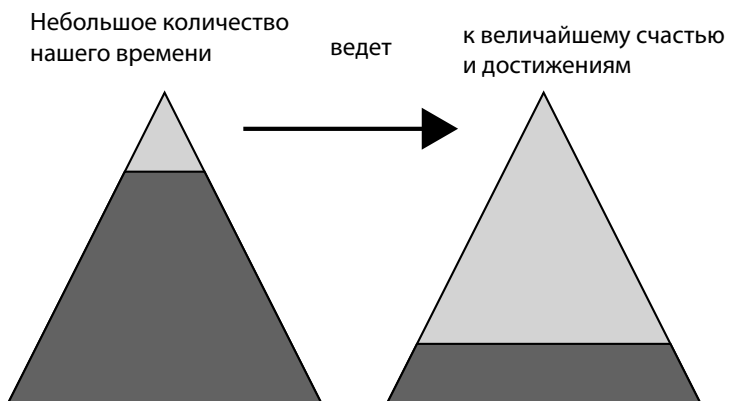 Небольшое количество
нашего времени
ведет
к величайшему счастью
и достижениям